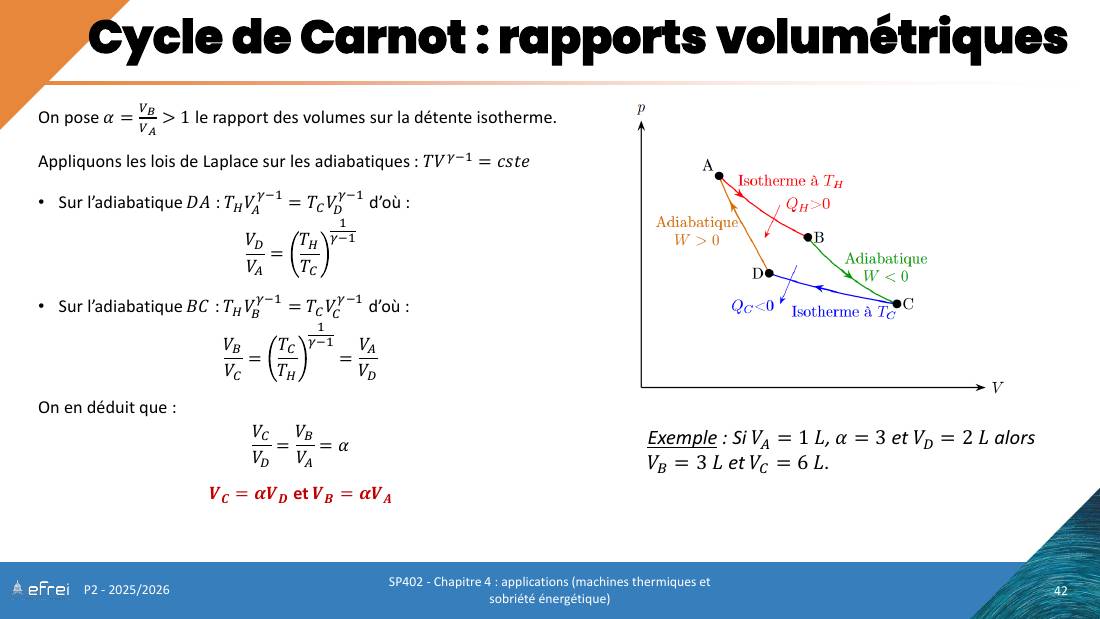 Cycle de Carnot : rapports volumétriques
On pose α = V_B/V_A > 1 le rapport des volumes sur la détente isotherme.
Appliquons les lois de Laplace sur les adiabatiques : TV^{γ−1} = cste
• Sur l’adiabatique DA : T_H V_A^{γ−1} = T_C V_D^{γ−1} d’où :
V_D/V_A = (T_H/T_C)^{1/(γ−1)}
• Sur l’adiabatique BC : T_H V_B^{γ−1} = T_C V_C^{γ−1} d’où :
V_B/V_C = (T_C/T_H)^{1/(γ−1)} = V_A/V_D
On en déduit que :
V_C/V_D = V_B/V_A = α
V_C = αV_D et V_B = αV_A
p
A
Isotherme à T_H
Q_H>0
Adiabatique
W > 0
B
Adiabatique
W < 0
D
Q_C<0
Isotherme à T_C
C
V
Exemple : Si V_A = 1 L, α = 3 et V_D = 2 L alors
V_B = 3 L et V_C = 6 L.
efrei
P2 - 2025/2026
SP402 - Chapitre 4 : applications (machines thermiques et
sobriété énergétique)
42